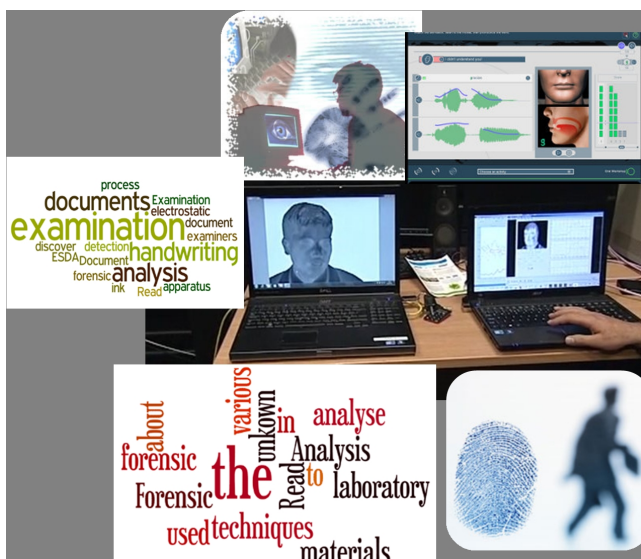 process
documents Examination
electrostatic
examination document
examiners
discover detection handwriting
ESDA Document
forensic analysis
ink Read apparatus
about various unkown in analyse
forensic the Read Analysis
to laboratory
Forensic
used techniques
materials